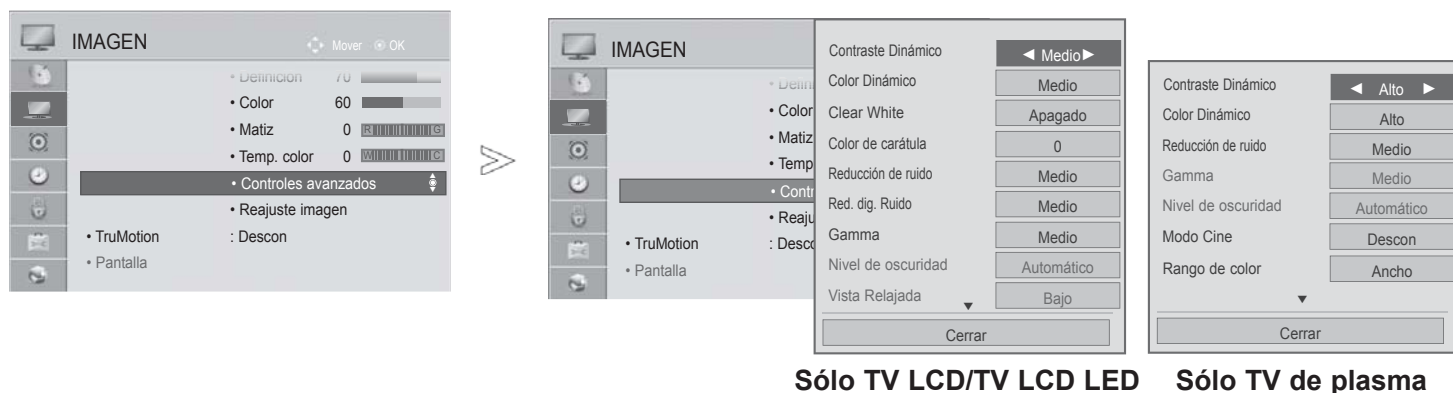 IMAGEN
Mover OK
• Definición 70
• Color 60
• Matiz 0 R G
• Temp. color 0 W C
• Controles avanzados
• Reajuste imagen
• TruMotion : Descon
• Pantalla
IMAGEN
• Defin
• Color
• Matiz
• Temp
• Contr
• Reaju
• TruMotion : Desco
• Pantalla
Contraste Dinámico ◀ Medio▶
Color Dinámico Medio
Clear White Apagado
Color de carátula 0
Reducción de ruido Medio
Red. dig. Ruido Medio
Gamma Medio
Nivel de oscuridad Automático
Vista Relajada Bajo
▼
Cerrar
Contraste Dinámico ◀ Alto ▶
Color Dinámico Alto
Reducción de ruido Medio
Gamma Medio
Nivel de oscuridad Automático
Modo Cine Descon
Rango de color Ancho
▼
Cerrar
Sólo TV LCD/TV LCD LED
Sólo TV de plasma